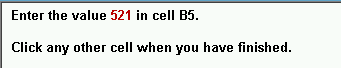 Enter the value 521 in cell B5.
Click any other cell when you have finished.